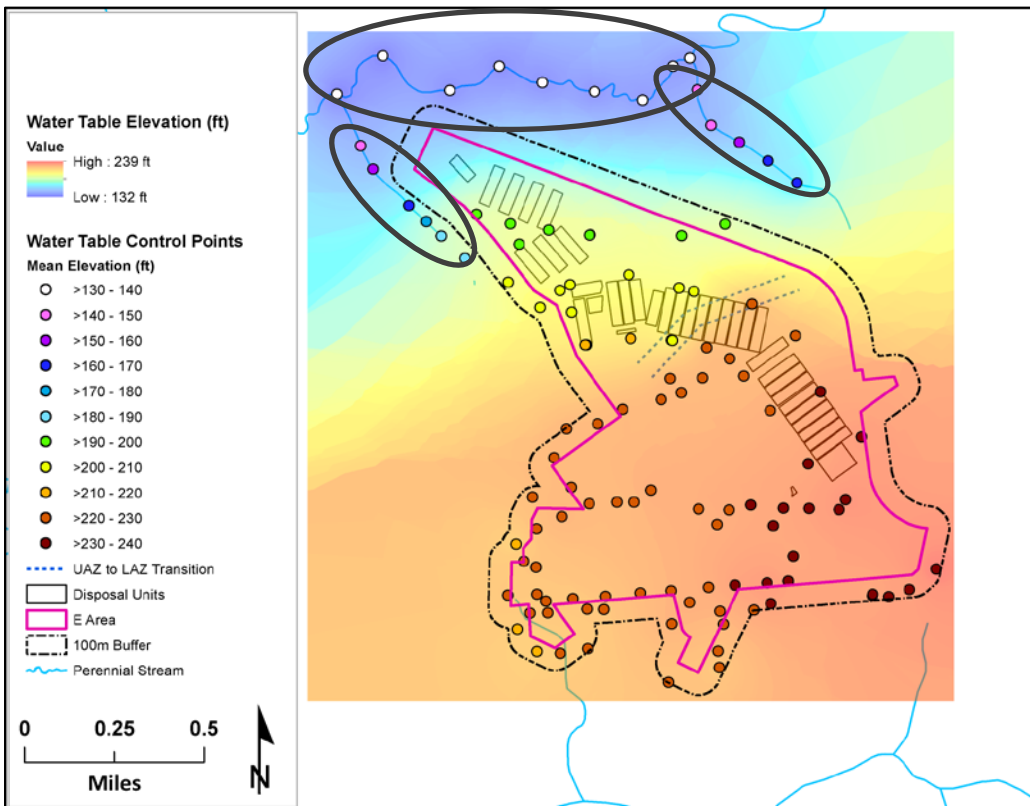 Water Table Elevation (ft)
Value
High : 239 ft
Low : 132 ft
Water Table Control Points
Mean Elevation (ft)
>130 - 140
>140 - 150
>150 - 160
>160 - 170
>170 - 180
>180 - 190
>190 - 200
>200 - 210
>210 - 220
>220 - 230
>230 - 240
UAZ to LAZ Transition
Disposal Units
E Area
100m Buffer
Perennial Stream
0 0.25 0.5
Miles
N